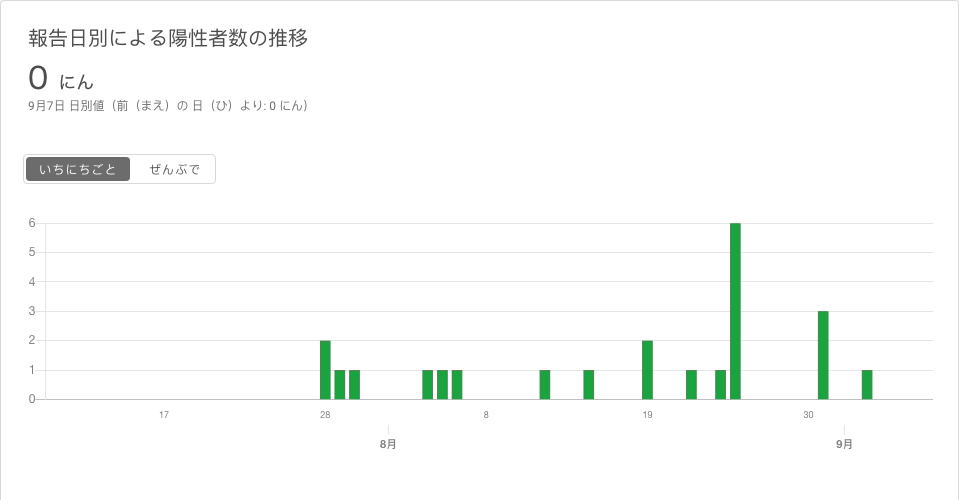 報告日別による陽性者数の推移
0 にん
9月7日 日別値（前（まえ）の 日（ひ）より: 0 にん）
いちにちごと ぜんぶで
6
5
4
3
2
1
0
17 28 8 19 30
8月 9月